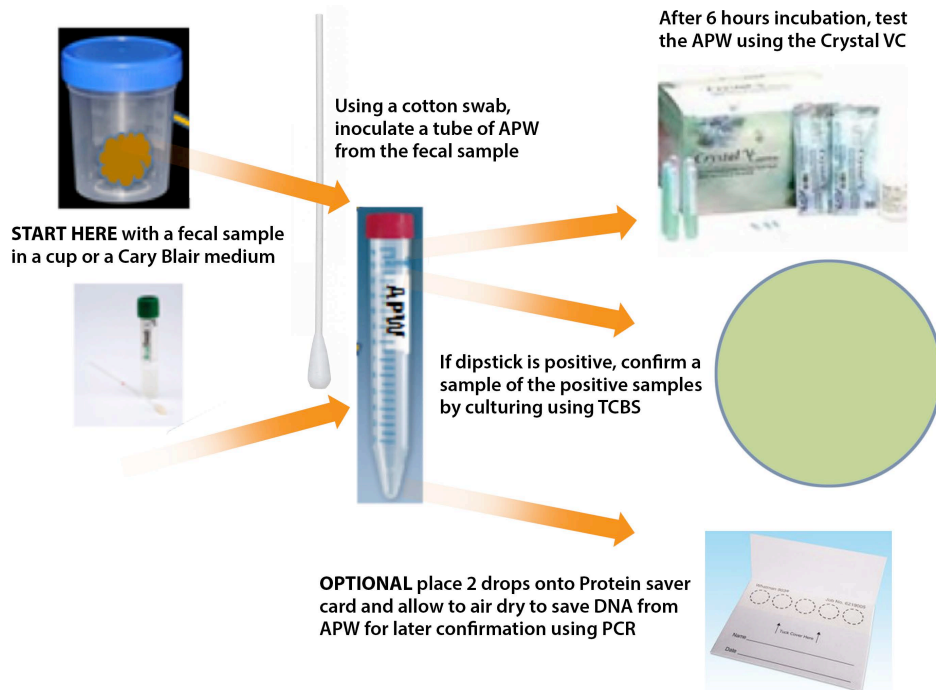 After 6 hours incubation, test
the APW using the Crystal VC
Using a cotton swab,
inoculate a tube of APW
from the fecal sample
Crystal V
START HERE with a fecal sample
in a cup or a Cary Blair medium
APW
If dipstick is positive, confirm a
sample of the positive samples
by culturing using TCBS
OPTIONAL place 2 drops onto Protein saver
card and allow to air dry to save DNA from
APW for later confirmation using PCR
Tuck Cover Here
Name
Date